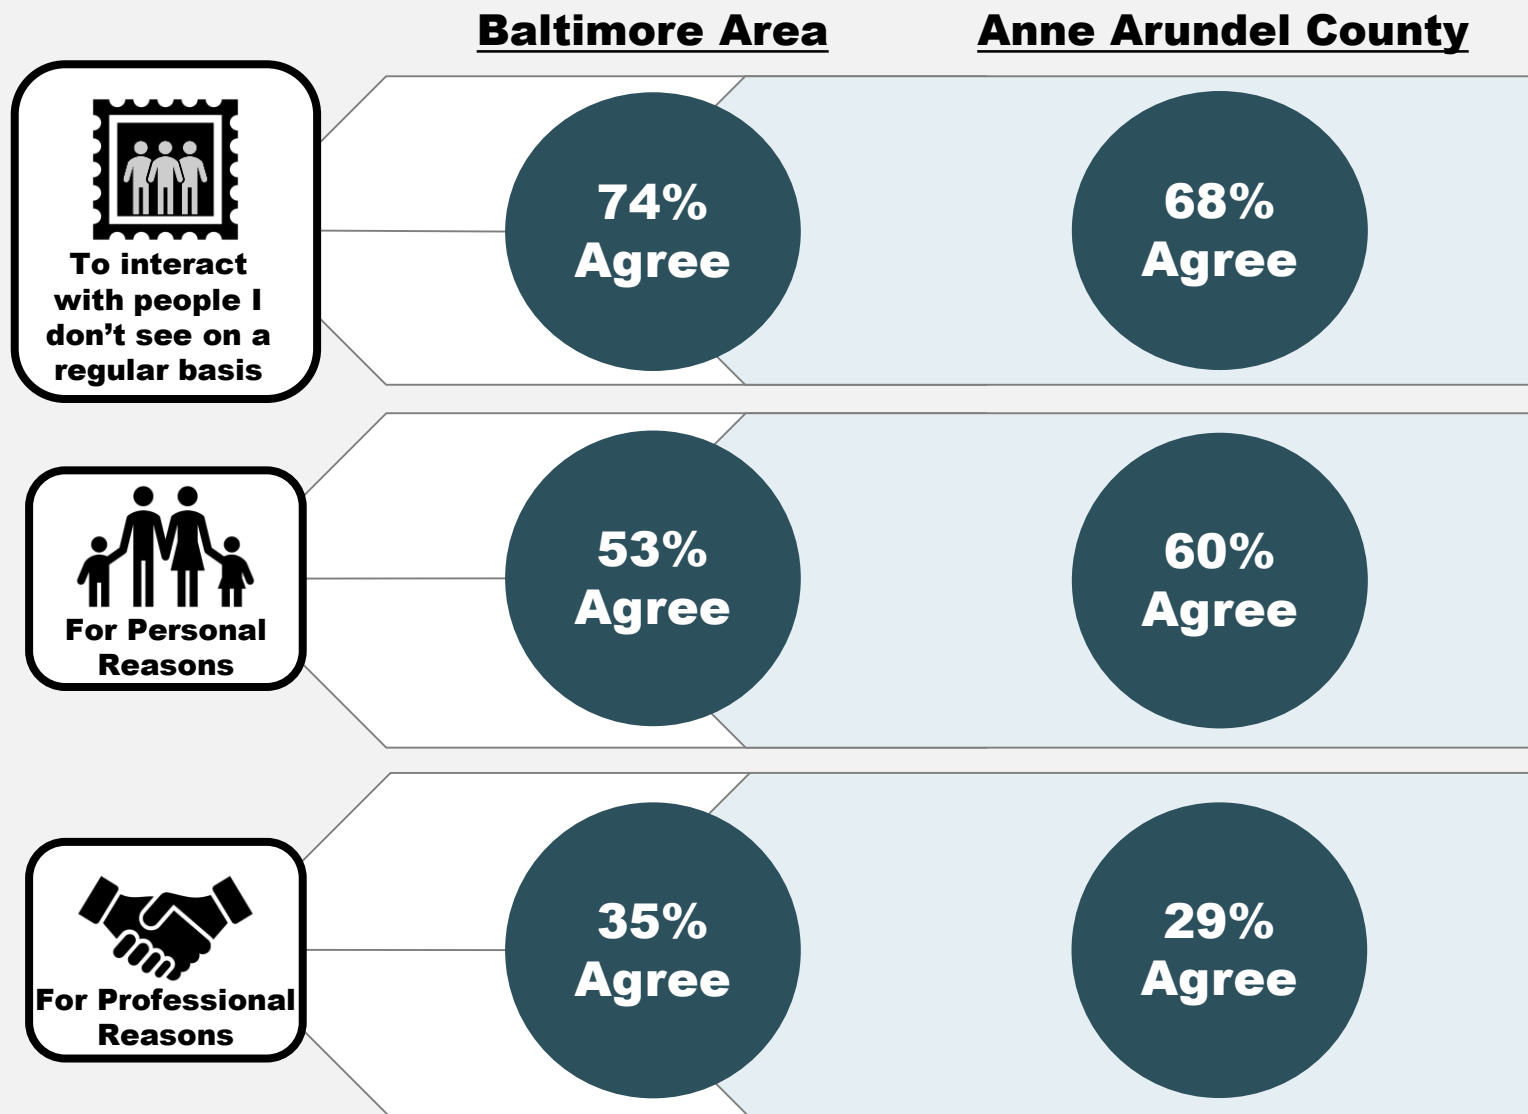 Baltimore Area
Anne Arundel County
To interact
with people I
don’t see on a
regular basis
74%
Agree
68%
Agree
For Personal
Reasons
53%
Agree
60%
Agree
For Professional
Reasons
35%
Agree
29%
Agree